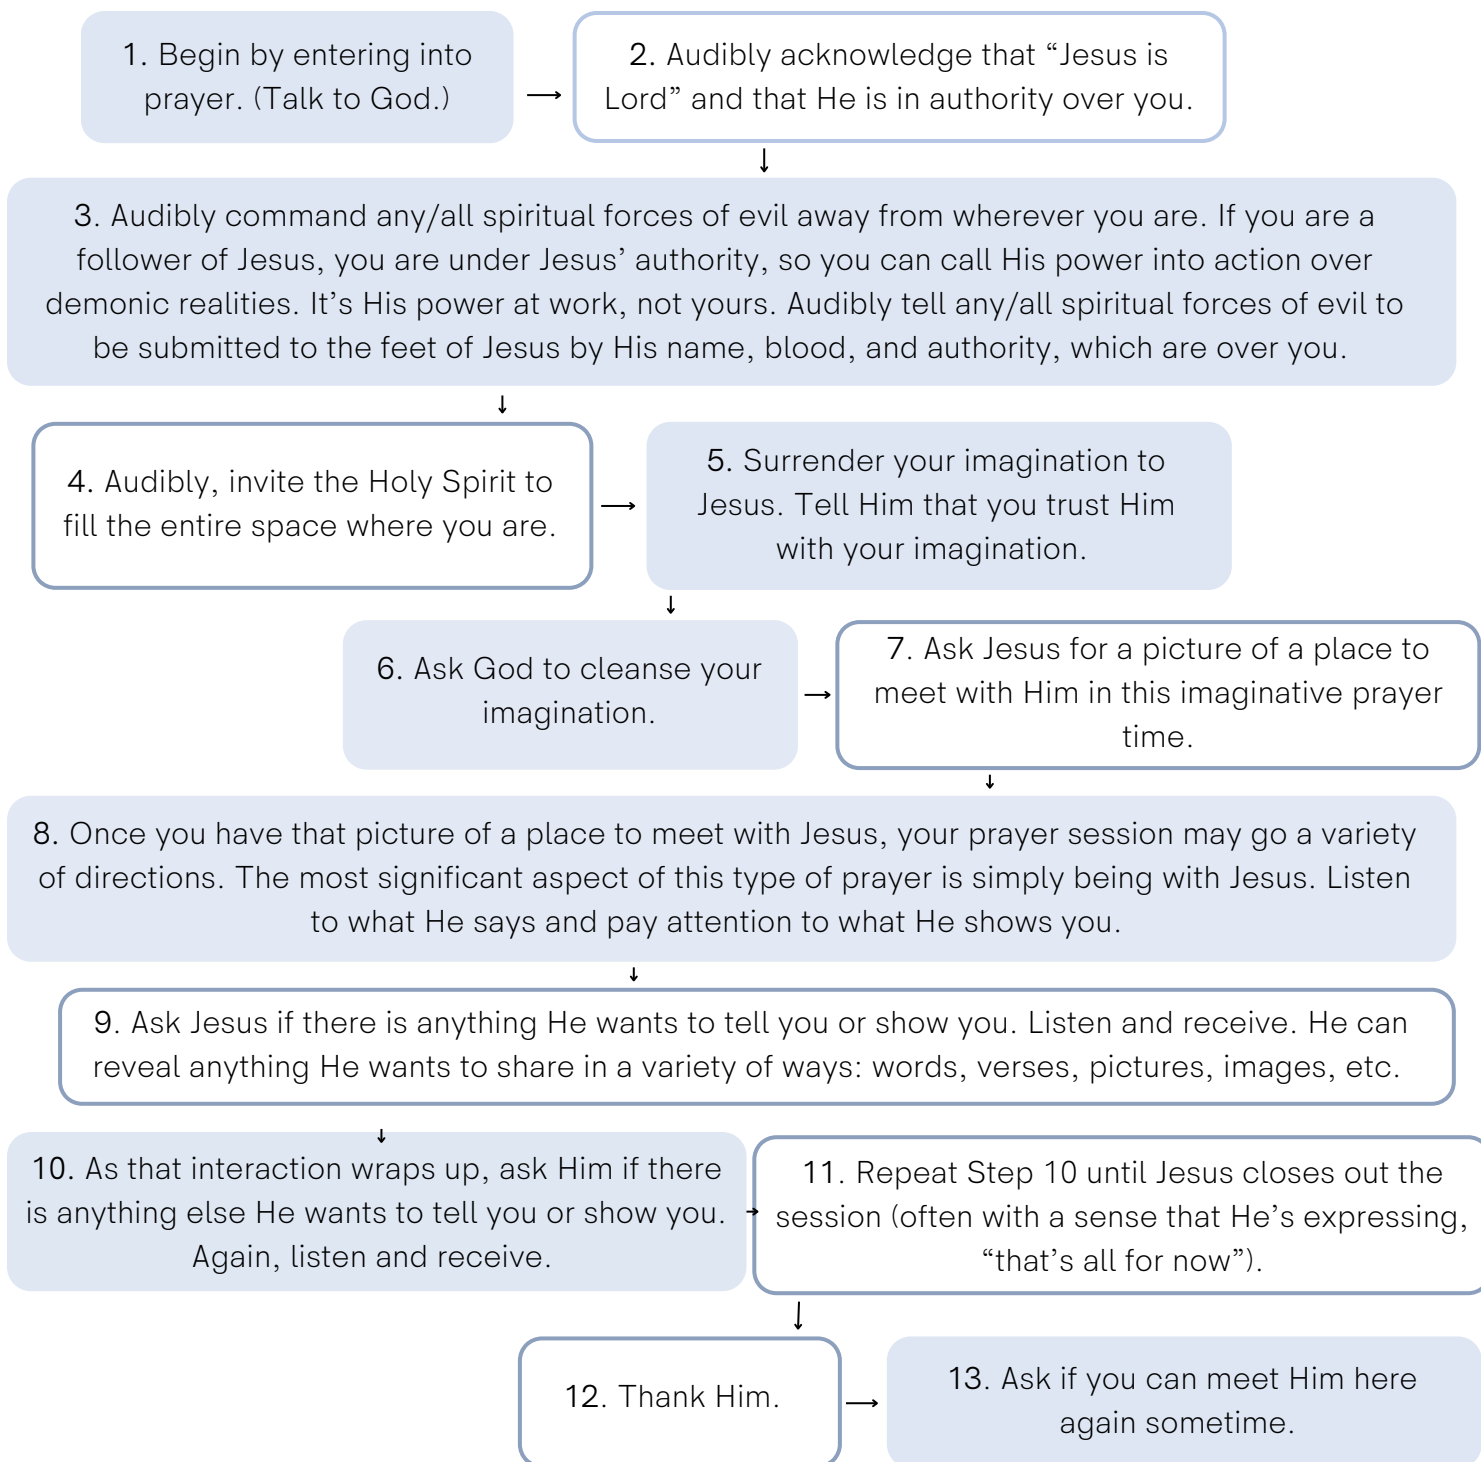 1. Begin by entering into
prayer. (Talk to God.)
2. Audibly acknowledge that “Jesus is
Lord” and that He is in authority over you.
3. Audibly command any/all spiritual forces of evil away from wherever you are. If you are a
follower of Jesus, you are under Jesus’ authority, so you can call His power into action over
demonic realities. It’s His power at work, not yours. Audibly tell any/all spiritual forces of evil to
be submitted to the feet of Jesus by His name, blood, and authority, which are over you.
4. Audibly, invite the Holy Spirit to
fill the entire space where you are.
5. Surrender your imagination to
Jesus. Tell Him that you trust Him
with your imagination.
6. Ask God to cleanse your
imagination.
7. Ask Jesus for a picture of a place to
meet with Him in this imaginative prayer
time.
8. Once you have that picture of a place to meet with Jesus, your prayer session may go a variety
of directions. The most significant aspect of this type of prayer is simply being with Jesus. Listen
to what He says and pay attention to what He shows you.
9. Ask Jesus if there is anything He wants to tell you or show you. Listen and receive. He can
reveal anything He wants to share in a variety of ways: words, verses, pictures, images, etc.
10. As that interaction wraps up, ask Him if there
is anything else He wants to tell you or show you.
Again, listen and receive.
11. Repeat Step 10 until Jesus closes out the
session (often with a sense that He’s expressing,
“that’s all for now”).
12. Thank Him.
13. Ask if you can meet Him here
again sometime.